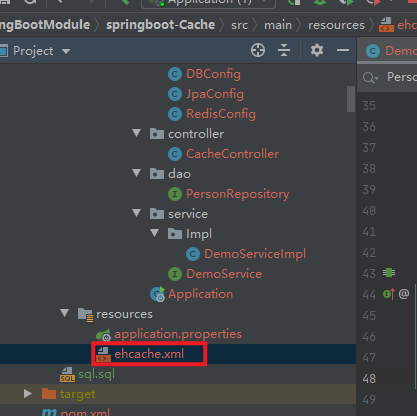 Application (1)
ngBootModule › springboot-Cache › src › main › resources › ehcache.xml
Project
Demo
Perso
DBConfig
JpaConfig
RedisConfig
controller
CacheController
dao
PersonRepository
service
Impl
DemoServiceImpl
DemoService
Application
resources
application.properties
ehcache.xml
sql.sql
target
pom.xml
35
36
37
38
39
40
41
42
43
44 @
45
46
47
48
49